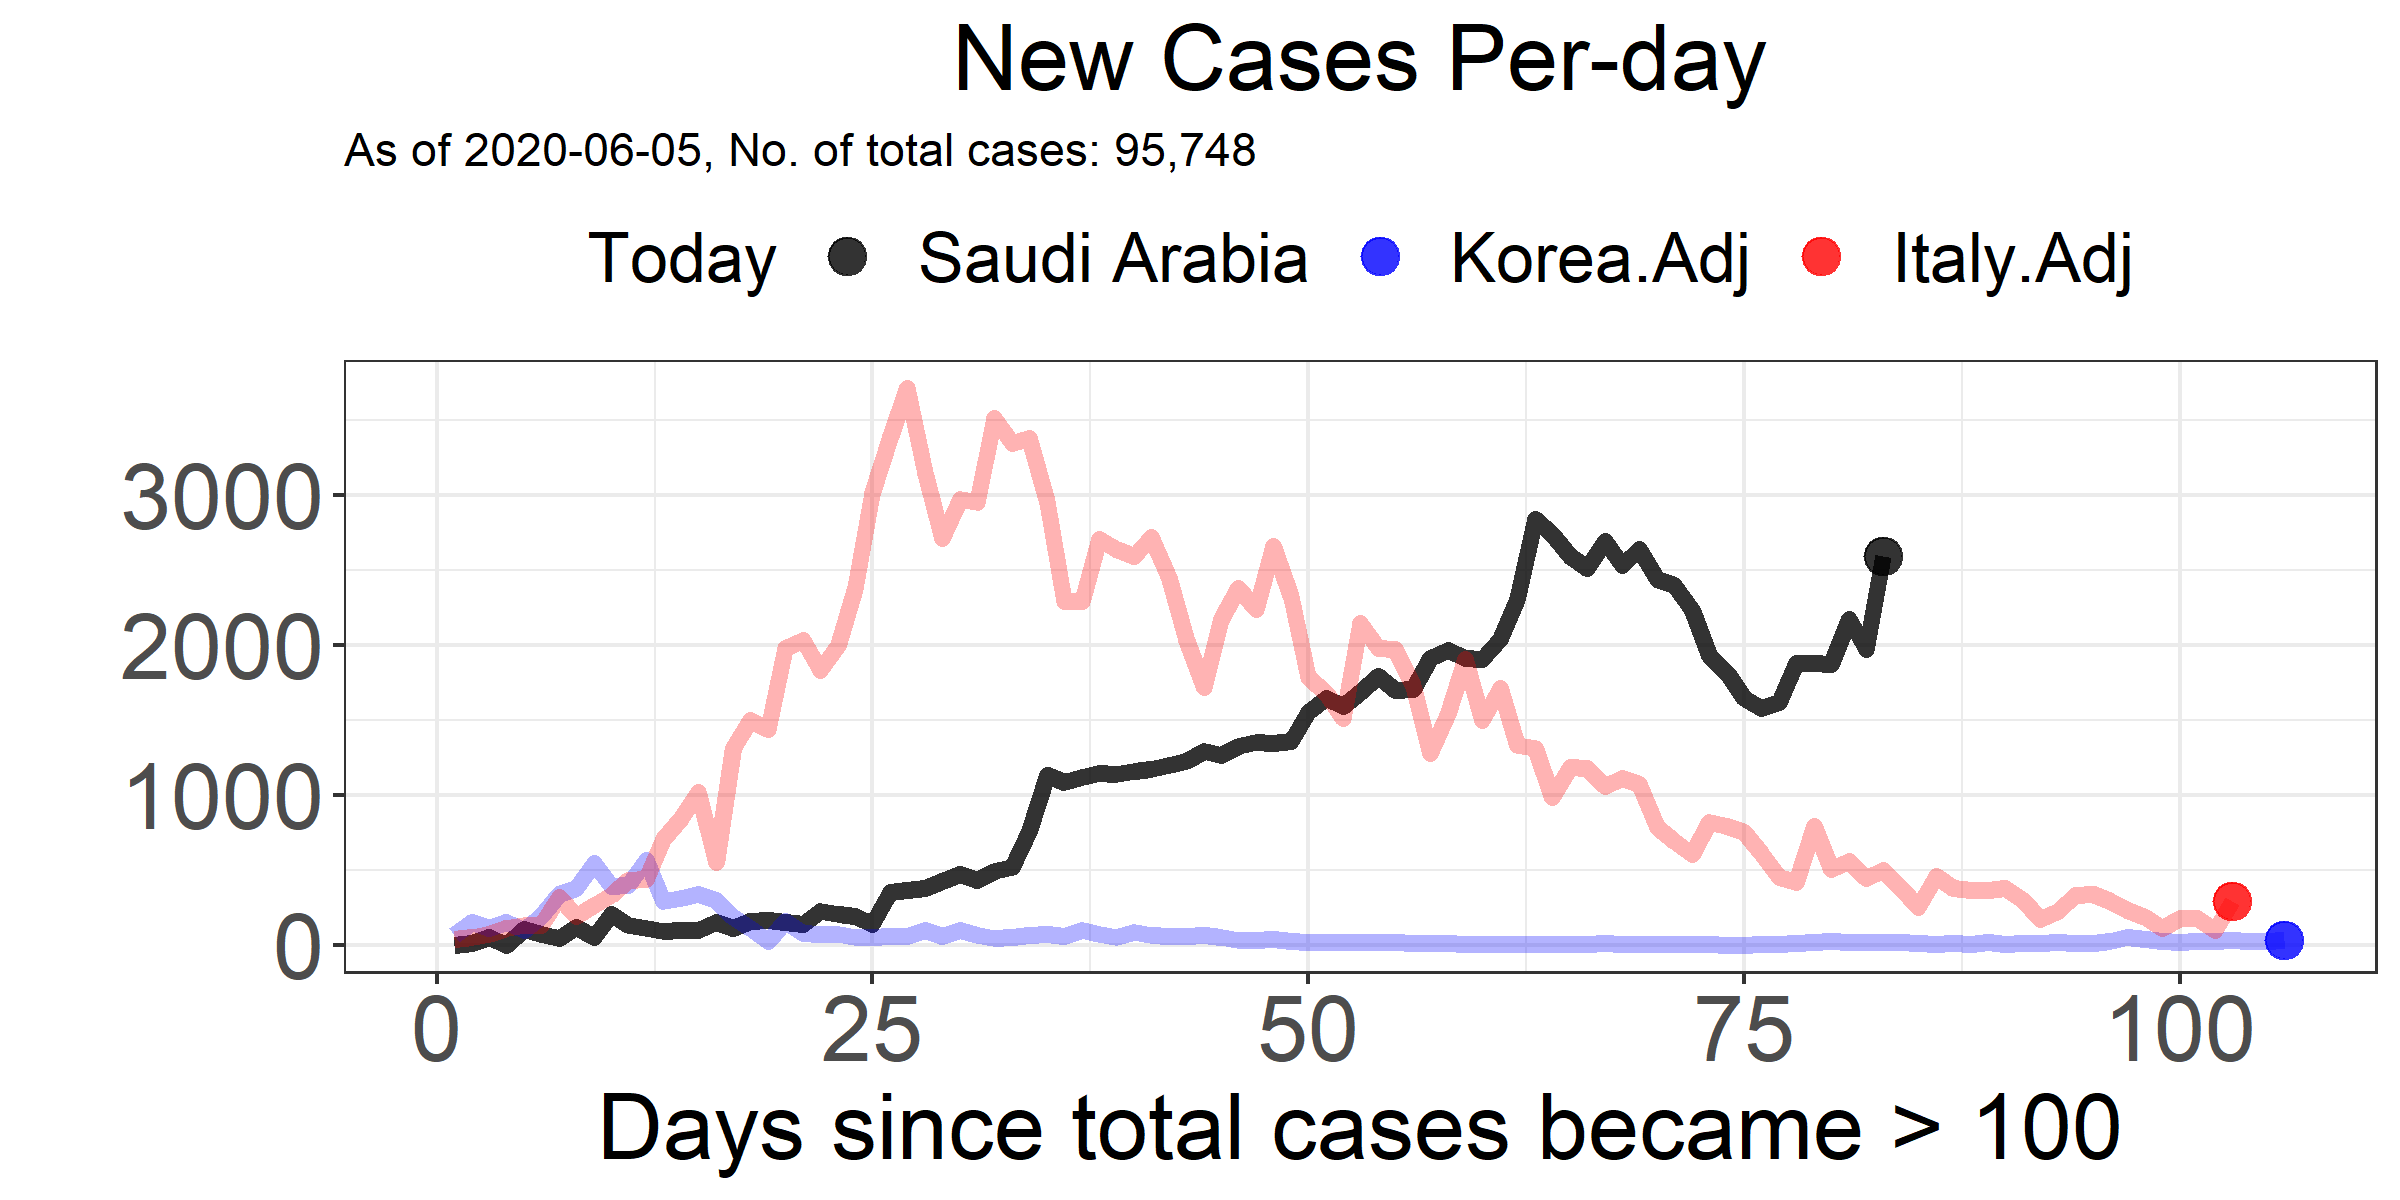 New Cases Per-day
As of 2020-06-05, No. of total cases: 95,748
Today Saudi Arabia Korea.Adj Italy.Adj
3000
2000
1000
0
0 25 50 75 100
Days since total cases became > 100